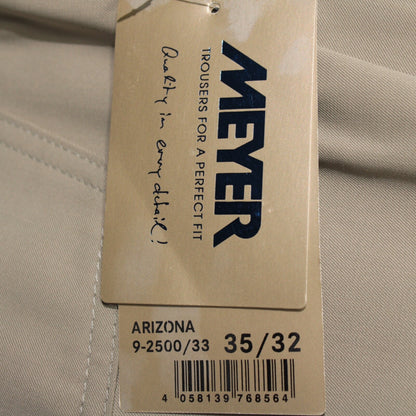 MEYER
TROUSERS FOR A PERFECT FIT
Quality in every detail!
ARIZONA
9-2500/33 35/32
4 058139 768564